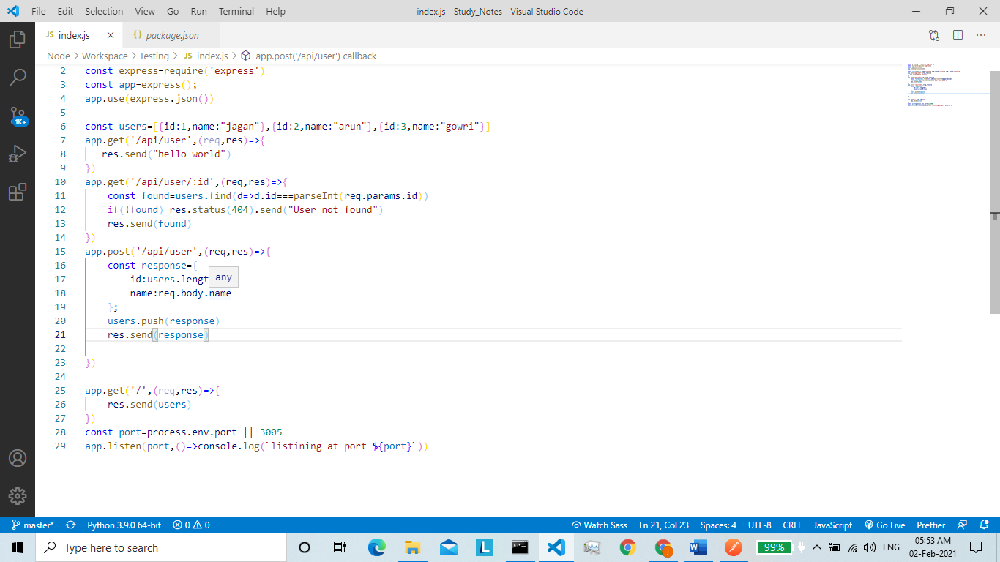 File Edit Selection View Go Run Terminal Help index.js - Study_Notes - Visual Studio Code
JS index.js {} package.json
Node > Workspace > Testing > JS index.js > app.post('/api/user') callback
2 const express=require('express')
3 const app=express();
4 app.use(express.json())
5
6 const users=[{id:1,name:"jagan"},{id:2,name:"arun"},{id:3,name:"gowri"}]
7 app.get('/api/user',(req,res)=>{
8 res.send("hello world")
9 })
10 app.get('/api/user/:id',(req,res)=>{
11 const found=users.find(d=>d.id===parseInt(req.params.id))
12 if(!found) res.status(404).send("User not found")
13 res.send(found)
14 })
15 app.post('/api/user',(req,res)=>{
16 const response={
17 id:users.lengt any
18 name:req.body.name
19 };
20 users.push(response)
21 res.send(response)
22
23 })
24
25 app.get('/',(req,res)=>{
26 res.send(users)
27 })
28 const port=process.env.port || 3005
29 app.listen(port,()=>console.log(`listining at port ${port}`))
1K+
master* Python 3.9.0 64-bit 0 0 Watch Sass Ln 21, Col 23 Spaces: 4 UTF-8 CRLF JavaScript Go Live Prettier
Type here to search L W 99% ENG 05:53 AM
02-Feb-2021